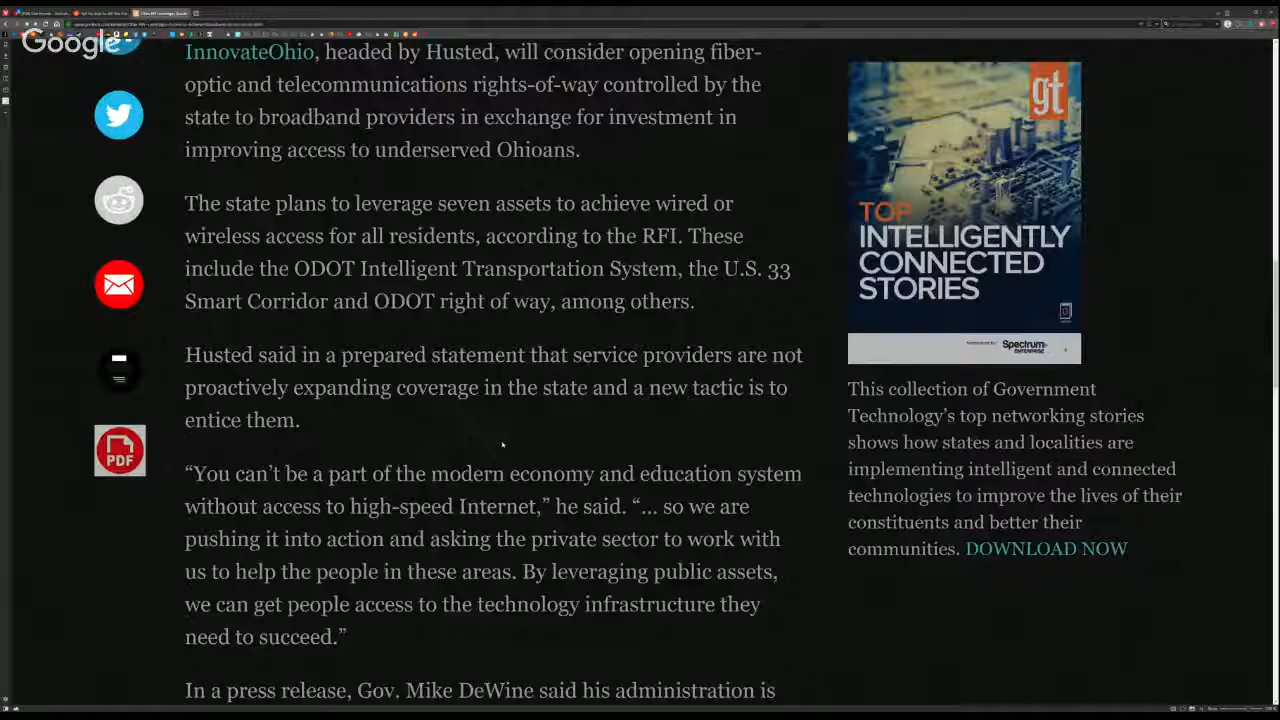 Google
InnovateOhio, headed by Husted, will consider opening fiber-
optic and telecommunications rights-of-way controlled by the
state to broadband providers in exchange for investment in
improving access to underserved Ohioans.
The state plans to leverage seven assets to achieve wired or
wireless access for all residents, according to the RFI. These
include the ODOT Intelligent Transportation System, the U.S. 33
Smart Corridor and ODOT right of way, among others.
Husted said in a prepared statement that service providers are not
proactively expanding coverage in the state and a new tactic is to
entice them.
“You can’t be a part of the modern economy and education system
without access to high-speed Internet,” he said. “... so we are
pushing it into action and asking the private sector to work with
us to help the people in these areas. By leveraging public assets,
we can get people access to the technology infrastructure they
need to succeed.”
In a press release, Gov. Mike DeWine said his administration is
PDF
gt
TOP
INTELLIGENTLY
CONNECTED
STORIES
Spectrum
ENTERPRISE
This collection of Government
Technology’s top networking stories
shows how states and localities are
implementing intelligent and connected
technologies to improve the lives of their
constituents and better their
communities. DOWNLOAD NOW